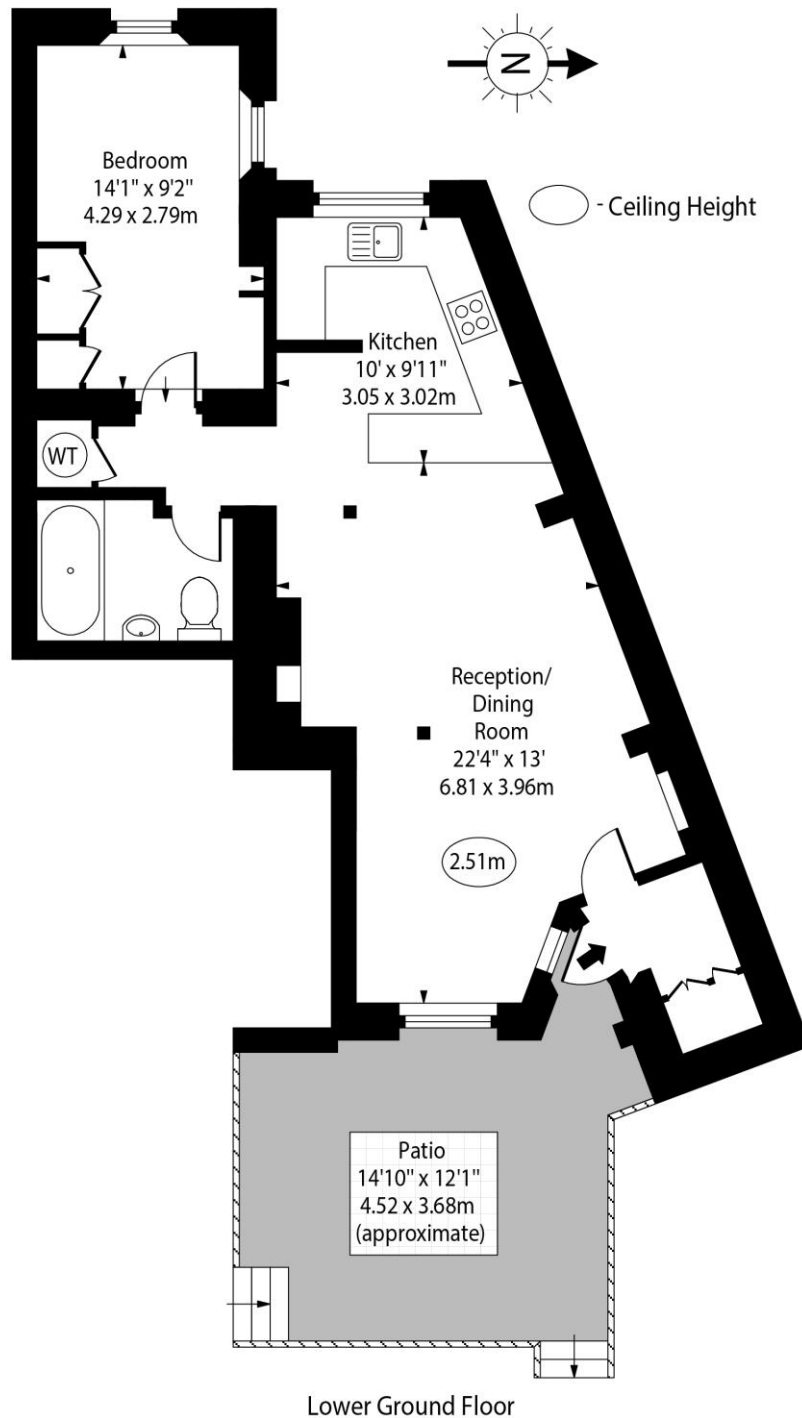 N
Bedroom
14'1" x 9'2"
4.29 x 2.79m
- Ceiling Height
Kitchen
10' x 9'11"
3.05 x 3.02m
WT
Reception/
Dining
Room
22'4" x 13'
6.81 x 3.96m
2.51m
Patio
14'10" x 12'1"
4.52 x 3.68m
(approximate)
Lower Ground Floor